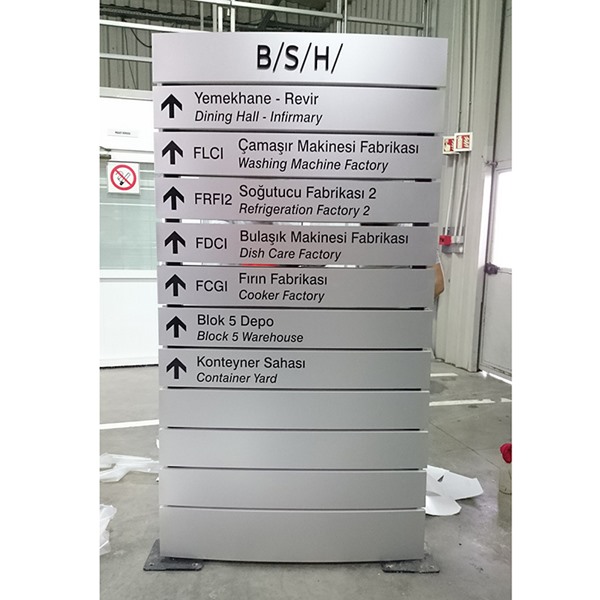 B/S/H/
Yemekhane - Revir
Dining Hall - Infirmary
FLCI Çamaşır Makinesi Fabrikası
Washing Machine Factory
FRFI2 Soğutucu Fabrikası 2
Refrigeration Factory 2
FDCI Bulaşık Makinesi Fabrikası
Dish Care Factory
FCGI Fırın Fabrikası
Cooker Factory
Blok 5 Depo
Block 5 Warehouse
Konteyner Sahası
Container Yard